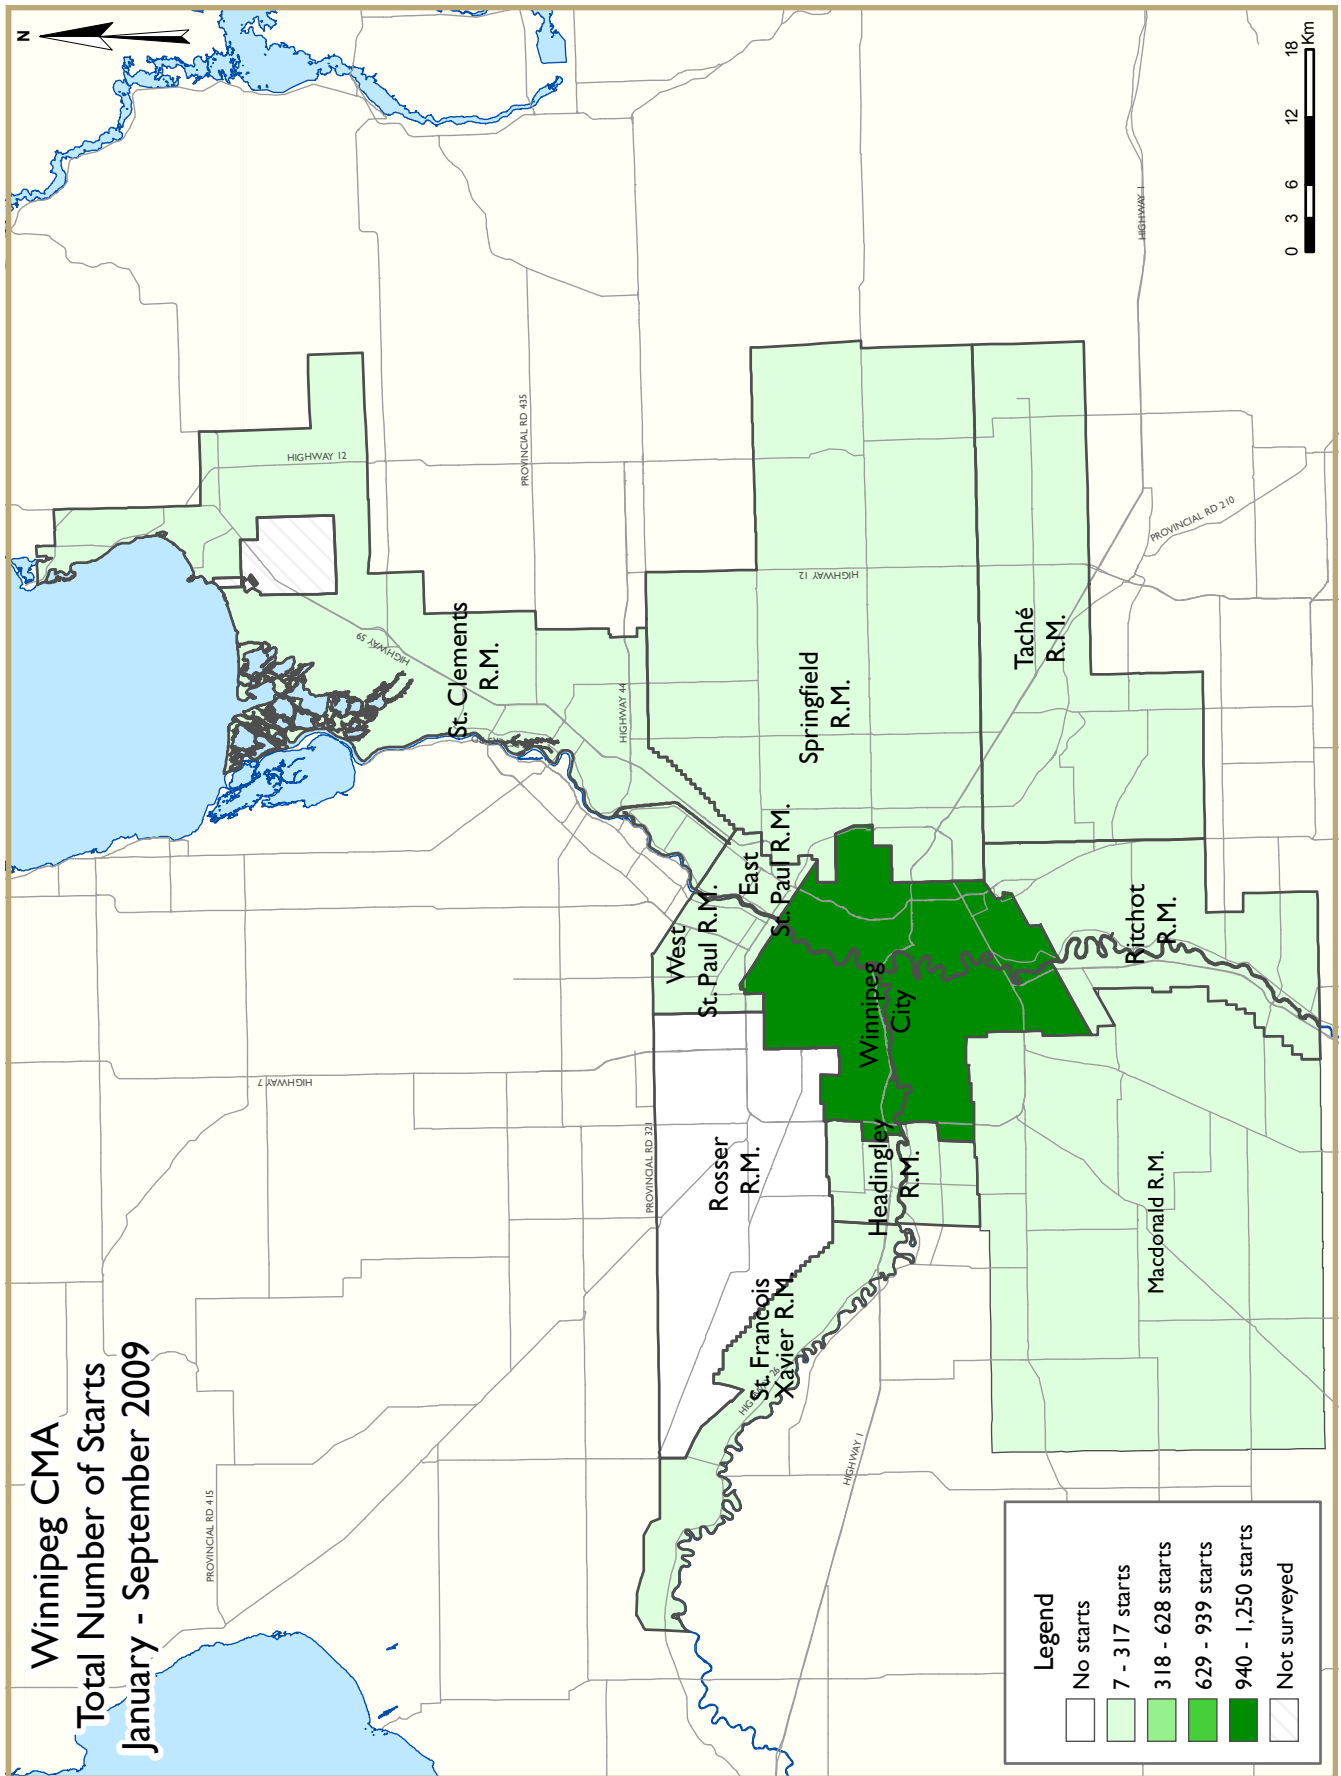 Winnipeg CMA
Total Number of Starts
January - September 2009
N
PROVINCIAL RD 415
HIGHWAY 7
HIGHWAY 12
HIGHWAY 59
PROVINCIAL RD 435
St. Clements
R.M.
HIGHWAY 44
PROVINCIAL RD 321
West
St. Paul R.M.
East
St. Paul R.M.
Rosser
R.M.
Springfield
R.M.
HIGHWAY 12
St. Francois
Xavier R.M.
HIGHWAY 26
Winnipeg
City
Headingley
R.M.
HIGHWAY 1
Taché
R.M.
Ritchot
R.M.
Macdonald R.M.
PROVINCIAL RD 210
HIGHWAY 1
Legend
No starts
7 - 317 starts
318 - 628 starts
629 - 939 starts
940 - 1,250 starts
Not surveyed
0 3 6 12 18
Km